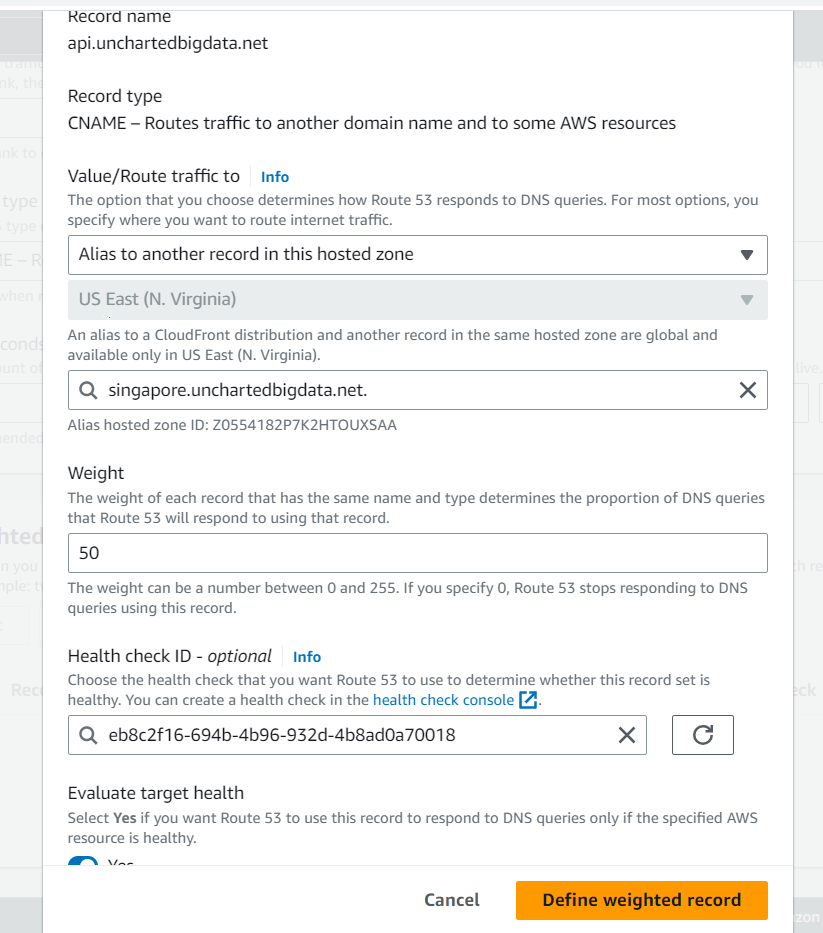 Record name
api.unchartedbigdata.net
Record type
CNAME – Routes traffic to another domain name and to some AWS resources
Value/Route traffic to Info
The option that you choose determines how Route 53 responds to DNS queries. For most options, you
specify where you want to route internet traffic.
Alias to another record in this hosted zone
US East (N. Virginia)
An alias to a CloudFront distribution and another record in the same hosted zone are global and
available only in US East (N. Virginia).
singapore.unchartedbigdata.net.
Alias hosted zone ID: Z0554182P7K2HTOUXSAA
Weight
The weight of each record that has the same name and type determines the proportion of DNS queries
that Route 53 will respond to using that record.
50
The weight can be a number between 0 and 255. If you specify 0, Route 53 stops responding to DNS
queries using this record.
Health check ID - optional Info
Choose the health check that you want Route 53 to use to determine whether this record set is
healthy. You can create a health check in the health check console.
eb8c2f16-694b-4b96-932d-4b8ad0a70018
Evaluate target health
Select Yes if you want Route 53 to use this record to respond to DNS queries only if the specified AWS
resource is healthy.
Yes
Cancel Define weighted record